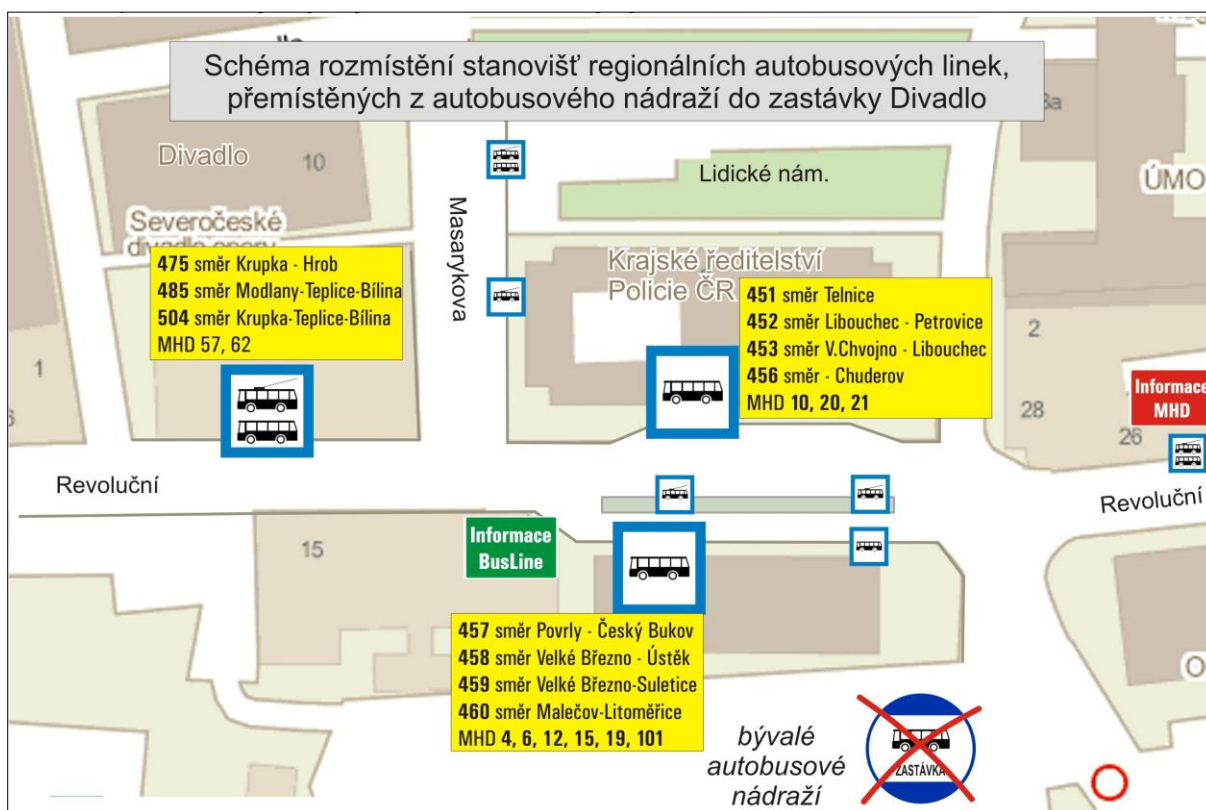 Schéma rozmístění stanovišť regionálních autobusových linek,
přemístěných z autobusového nádraží do zastávky Divadlo
Divadlo
10
Severočeské
divadlo opery
Masarykova
Lidické nám.
8a
ÚMO
Krajské ředitelství
Policie ČR
475 směr Krupka - Hrob
485 směr Modlany-Teplice-Bílina
504 směr Krupka-Teplice-Bílina
MHD 57, 62
451 směr Telnice
452 směr Libouchec - Petrovice
453 směr V.Chvojno - Libouchec
456 směr - Chuderov
MHD 10, 20, 21
1
2
28
26
Informace
MHD
Revoluční
Revoluční
15
Informace
BusLine
457 směr Povrly - Český Bukov
458 směr Velké Březno - Ústěk
459 směr Velké Březno-Suletice
460 směr Malečov-Litoměřice
MHD 4, 6, 12, 15, 19, 101
bývalé
autobusové
nádraží
ZASTÁVKA